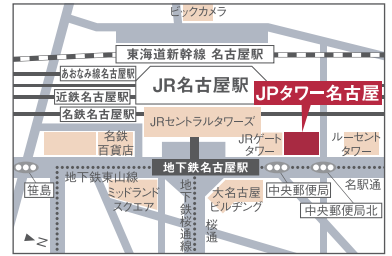 ビックカメラ
東海道新幹線 名古屋駅
あおなみ線名古屋駅
JR名古屋駅
近鉄名古屋駅
JPタワー名古屋
名鉄名古屋駅
JRセントラルタワーズ
名鉄
百貨店
JRゲート
タワー
ルーセント
タワー
地下鉄名古屋駅
地下鉄東山線
名駅通
笹島
ミッドランド
スクエア
地下鉄桜通線
桜通
大名古屋
ビルヂング
中央郵便局
中央郵便局北
N